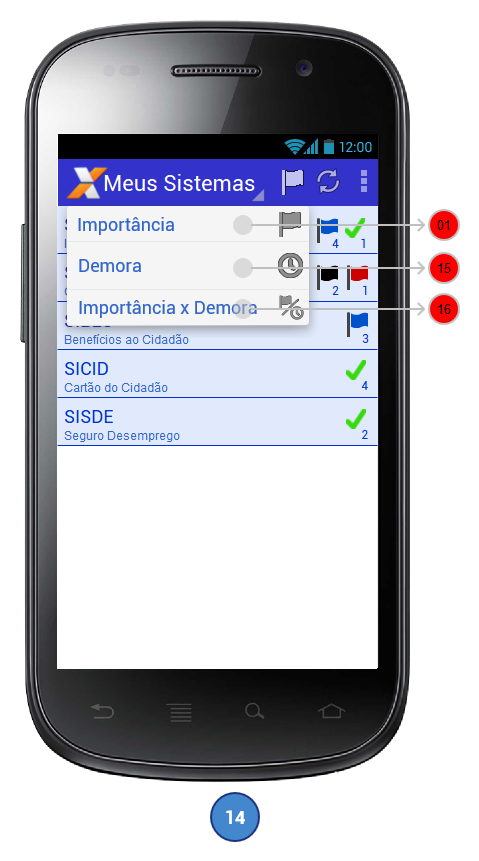 12:00
Meus Sistemas
Importância
4
1
01
Demora
2
1
15
Importância x Demora
16
Benefícios ao Cidadão
3
SICID
Cartão do Cidadão
4
SISDE
Seguro Desemprego
2
14